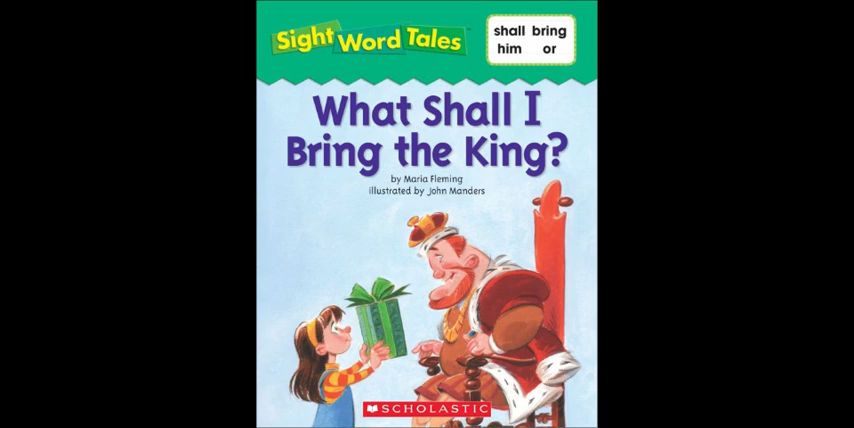 Sight Word Tales™
shall bring
him or
What Shall I
Bring the King?
by Maria Fleming
illustrated by John Manders
SCHOLASTIC